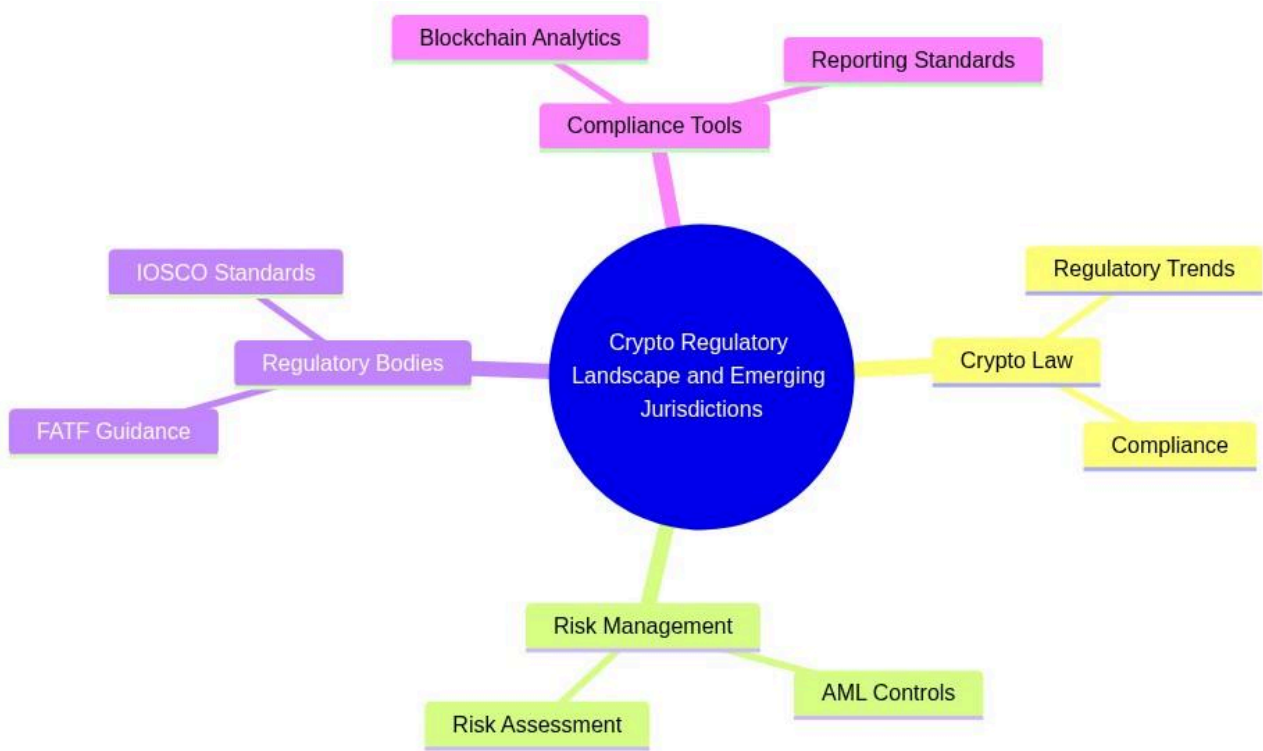 Blockchain Analytics
Reporting Standards
Compliance Tools
IOSCO Standards
Regulatory Bodies
FATF Guidance
Crypto Regulatory
Landscape and Emerging
Jurisdictions
Regulatory Trends
Crypto Law
Compliance
Risk Management
AML Controls
Risk Assessment